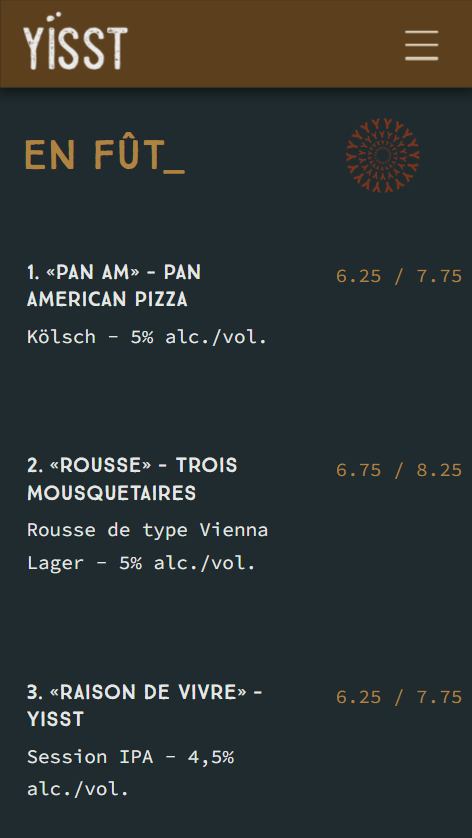 YÏSST
EN FÛT_
1. «PAN AM» – PAN
AMERICAN PIZZA
6.25 / 7.75
Kölsch – 5% alc./vol.
2. «ROUSSE» – TROIS
MOUSQUETAIRES
6.75 / 8.25
Rousse de type Vienna
Lager – 5% alc./vol.
3. «RAISON DE VIVRE» –
YISST
6.25 / 7.75
Session IPA – 4,5%
alc./vol.